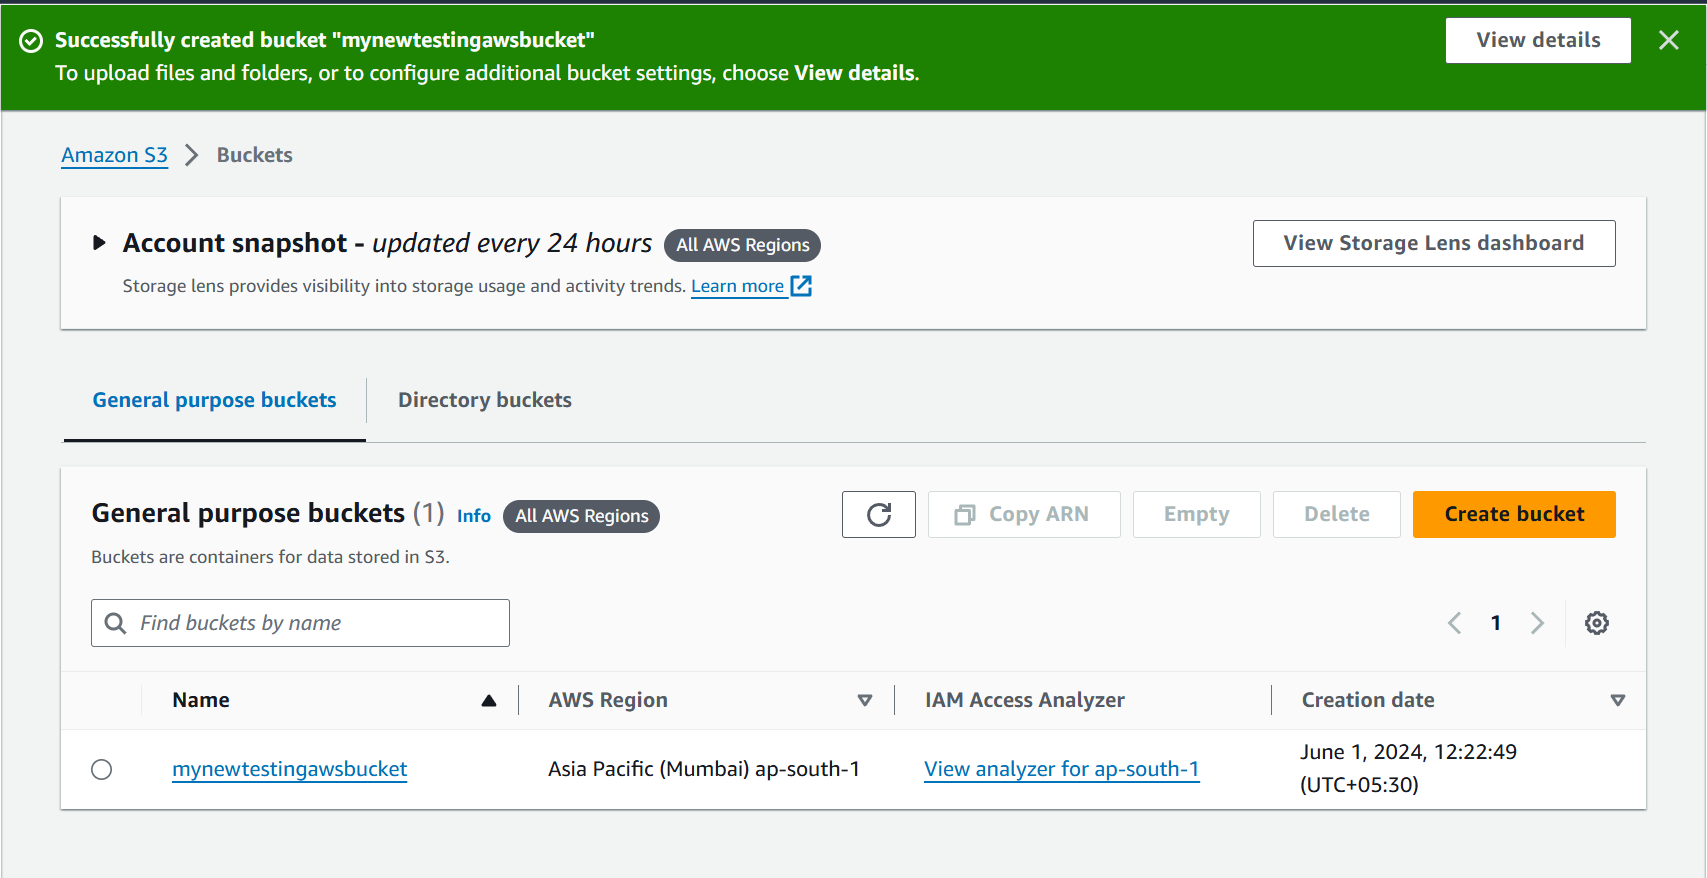 Successfully created bucket "mynewtestingawsbucket"
View details
To upload files and folders, or to configure additional bucket settings, choose View details.
Amazon S3 > Buckets
Account snapshot - updated every 24 hours All AWS Regions
View Storage Lens dashboard
Storage lens provides visibility into storage usage and activity trends. Learn more
General purpose buckets
Directory buckets
General purpose buckets (1) Info All AWS Regions
Copy ARN
Empty
Delete
Create bucket
Buckets are containers for data stored in S3.
Find buckets by name
1
Name
AWS Region
IAM Access Analyzer
Creation date
mynewtestingawsbucket
Asia Pacific (Mumbai) ap-south-1
View analyzer for ap-south-1
June 1, 2024, 12:22:49
(UTC+05:30)